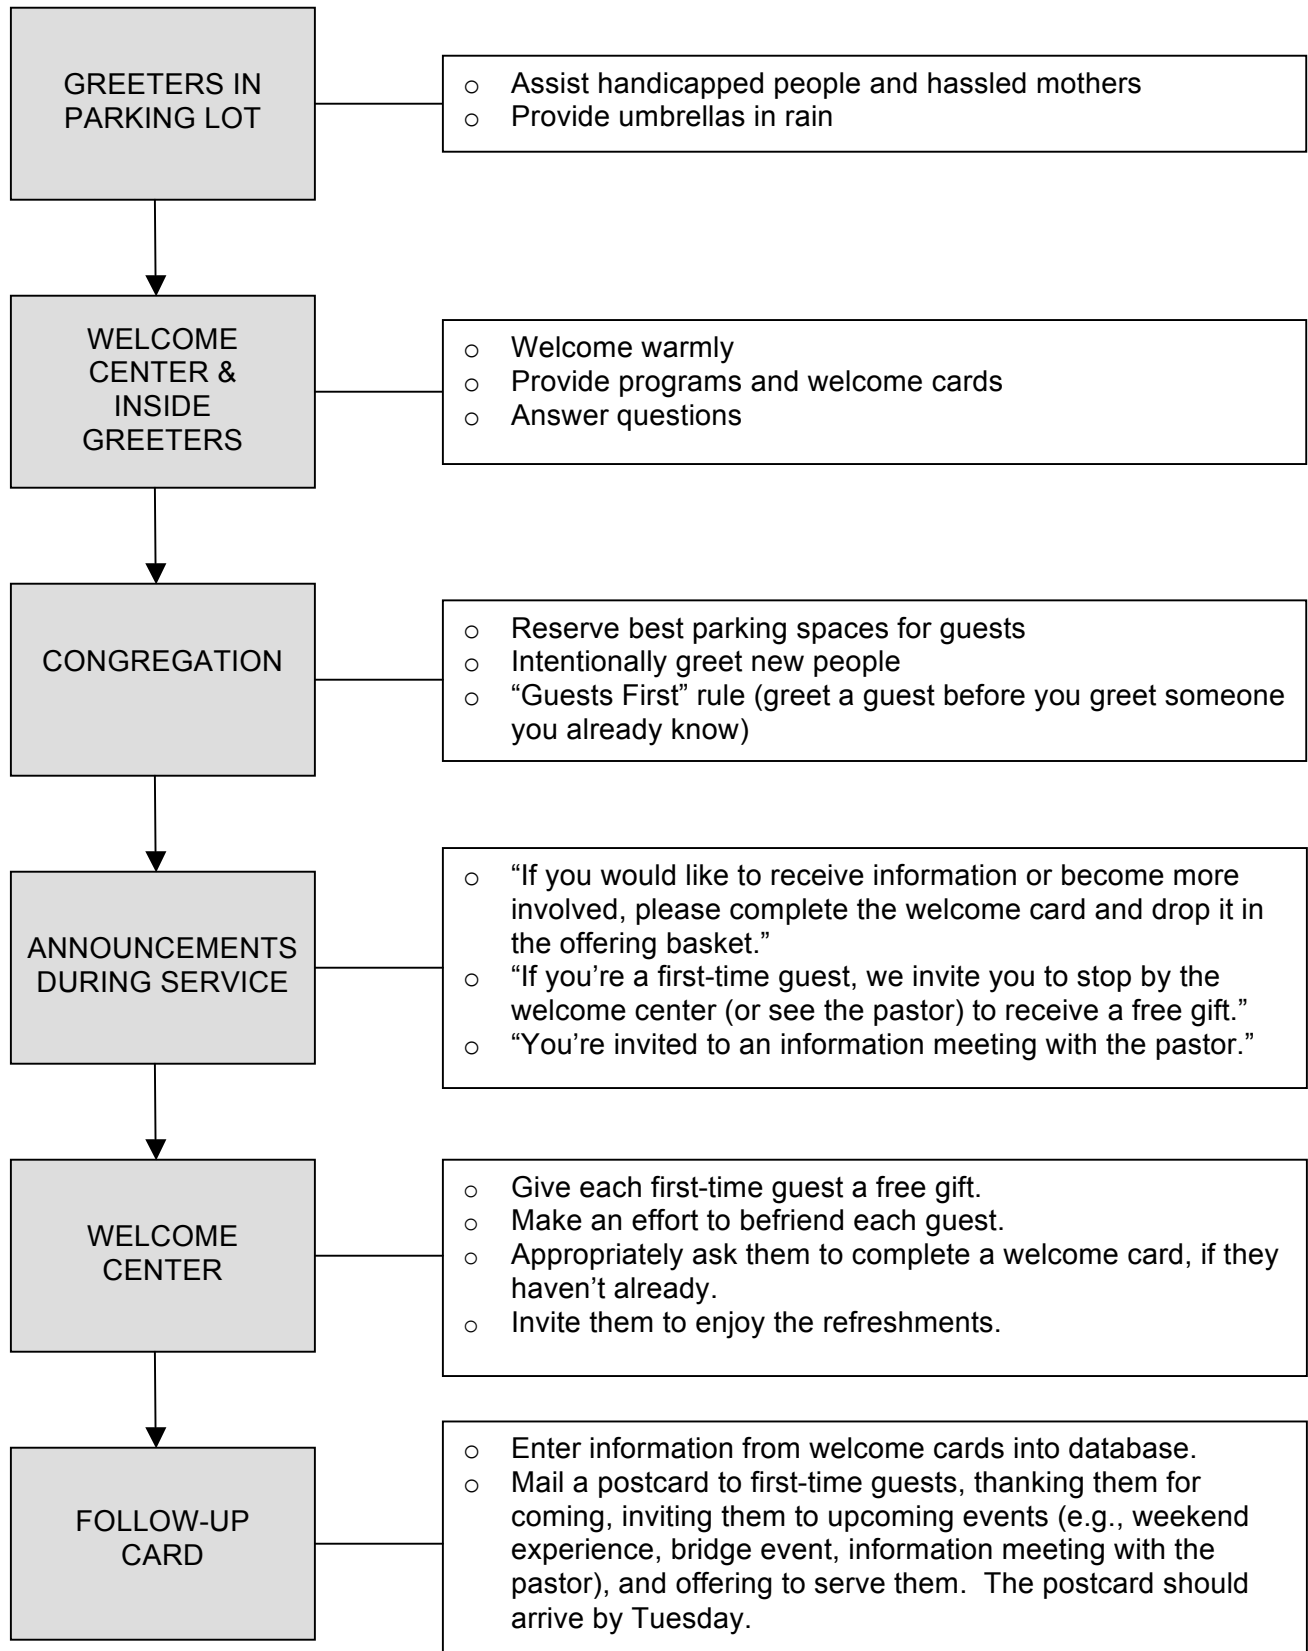 GREETERS IN
PARKING LOT
o Assist handicapped people and hassled mothers
o Provide umbrellas in rain
WELCOME
CENTER &
INSIDE
GREETERS
o Welcome warmly
o Provide programs and welcome cards
o Answer questions
CONGREGATION
o Reserve best parking spaces for guests
o Intentionally greet new people
o “Guests First” rule (greet a guest before you greet someone
you already know)
ANNOUNCEMENTS
DURING SERVICE
o “If you would like to receive information or become more
involved, please complete the welcome card and drop it in
the offering basket.”
o “If you’re a first-time guest, we invite you to stop by the
welcome center (or see the pastor) to receive a free gift.”
o “You’re invited to an information meeting with the pastor.”
WELCOME
CENTER
o Give each first-time guest a free gift.
o Make an effort to befriend each guest.
o Appropriately ask them to complete a welcome card, if they
haven’t already.
o Invite them to enjoy the refreshments.
FOLLOW-UP
CARD
o Enter information from welcome cards into database.
o Mail a postcard to first-time guests, thanking them for
coming, inviting them to upcoming events (e.g., weekend
experience, bridge event, information meeting with the
pastor), and offering to serve them.  The postcard should
arrive by Tuesday.